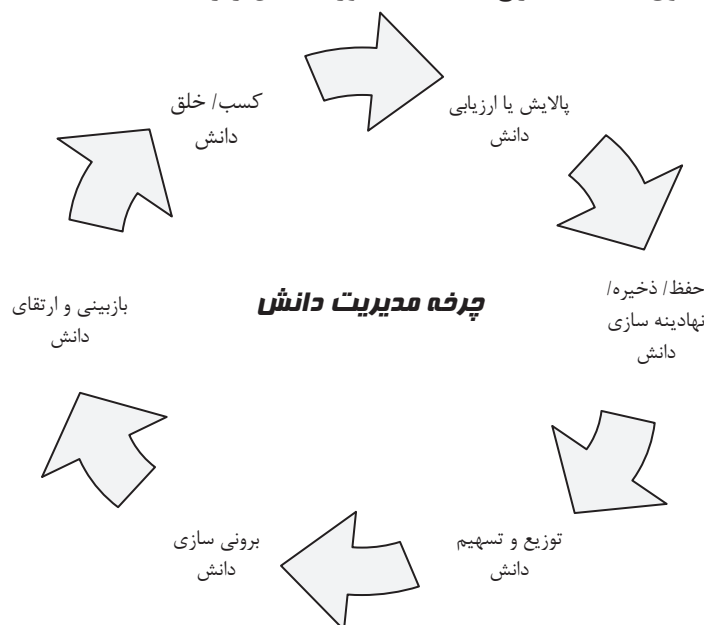 کسب/ خلق
دانش
پالایش یا ارزیابی
دانش
حفظ/ ذخیره/
نهادینه سازی
دانش
توزیع و تسهیم
دانش
برونی سازی
دانش
بازبینی و ارتقای
دانش
چرخه مدیریت دانش